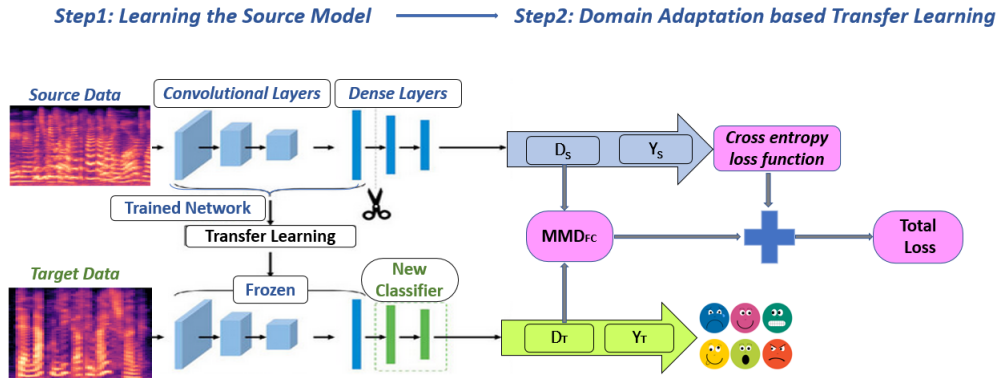 Step1: Learning the Source Model
Step2: Domain Adaptation based Transfer Learning
Source Data
Convolutional Layers
Dense Layers
Ds
Ys
Cross entropy
loss function
Trained Network
Transfer Learning
MMDFC
Total
Loss
Target Data
Frozen
New
Classifier
DT
YT